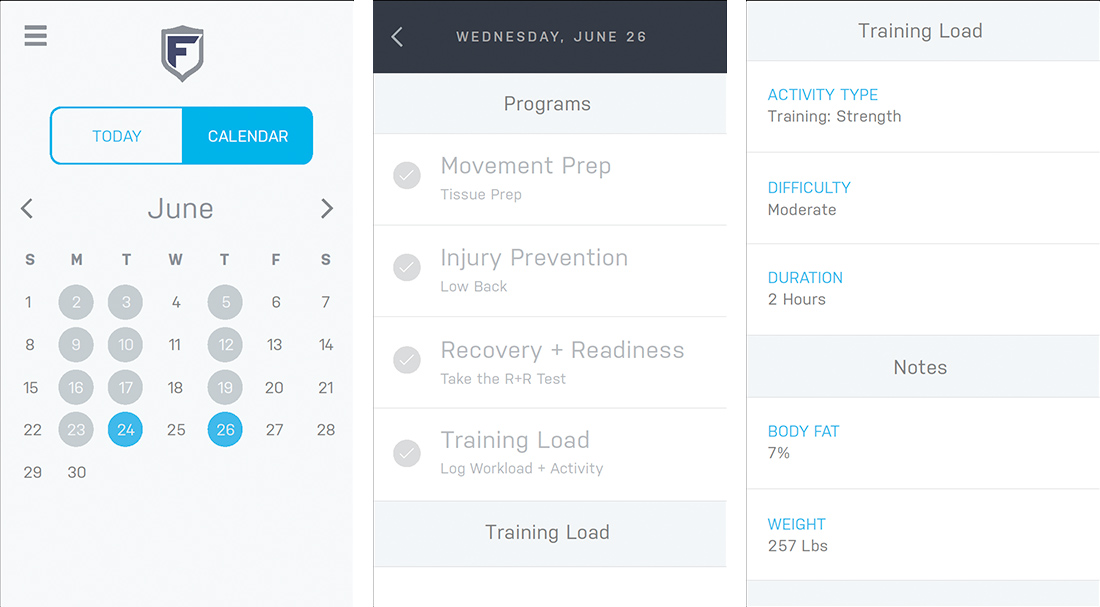 F
TODAY CALENDAR
June
S M T W T F S
1 2 3 4 5 6 7
8 9 10 11 12 13 14
15 16 17 18 19 20 21
22 23 24 25 26 27 28
29 30
WEDNESDAY, JUNE 26
Programs
Movement Prep
Tissue Prep
Injury Prevention
Low Back
Recovery + Readiness
Take the R+R Test
Training Load
Log Workload + Activity
Training Load
Training Load
ACTIVITY TYPE
Training: Strength
DIFFICULTY
Moderate
DURATION
2 Hours
Notes
BODY FAT
7%
WEIGHT
257 Lbs